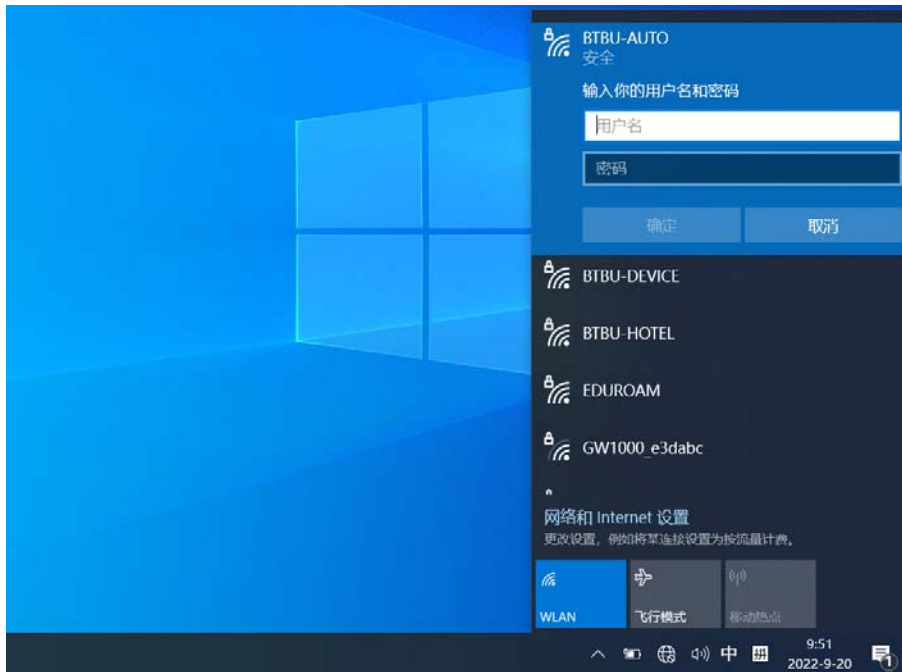 BTBU-AUTO
安全
输入你的用户名和密码
用户名
密码
确定
取消
BTBU-DEVICE
BTBU-HOTEL
EDUROAM
GW1000_e3dabc
网络和 Internet 设置
更改设置，例如将某连接设置为按流量计费。
WLAN
飞行模式
移动热点
中
拼
9:51
2022-9-20
1